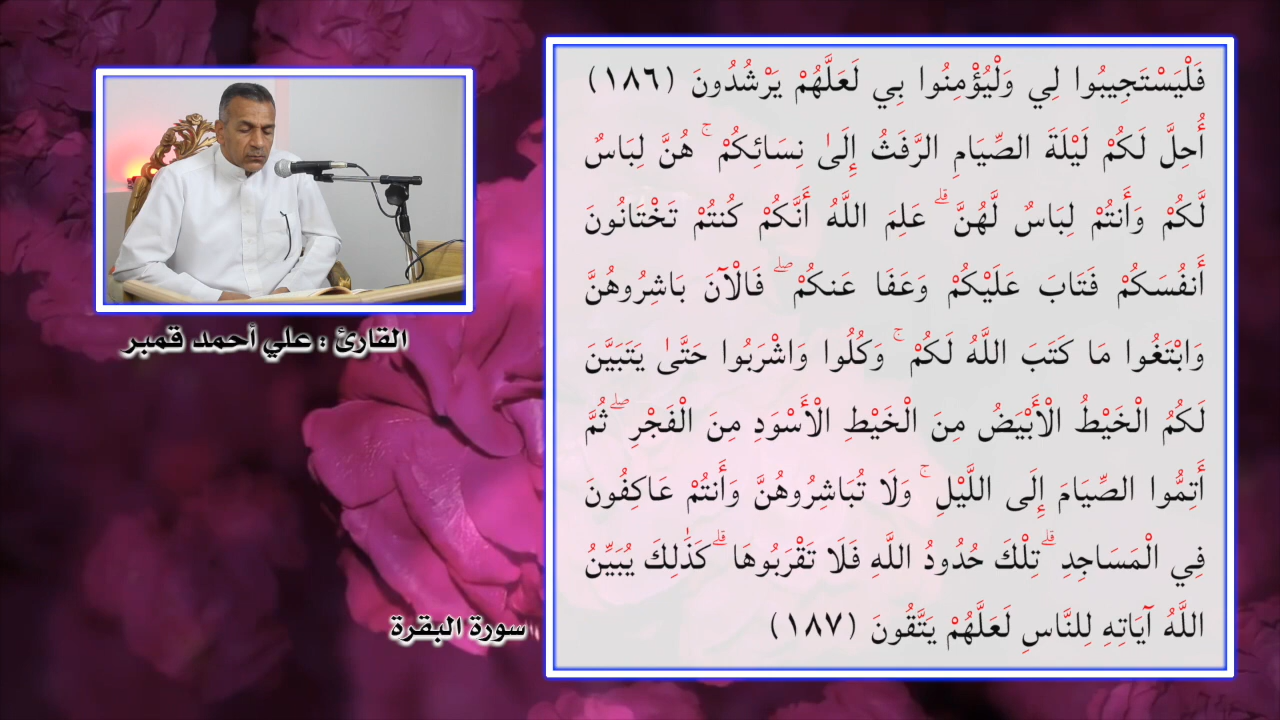 فَلْيَسْتَجِيبُوا لِي وَلْيُؤْمِنُوا بِي لَعَلَّهُمْ يَرْشُدُونَ (١٨٦)
أُحِلَّ لَكُمْ لَيْلَةَ الصِّيَامِ الرَّفَثُ إِلَىٰ نِسَائِكُمْ ۚ هُنَّ لِبَاسٌ
لَّكُمْ وَأَنتُمْ لِبَاسٌ لَّهُنَّ ۗ عَلِمَ اللَّهُ أَنَّكُمْ كُنتُمْ تَخْتَانُونَ
أَنفُسَكُمْ فَتَابَ عَلَيْكُمْ وَعَفَا عَنكُمْ ۖ فَالْآنَ بَاشِرُوهُنَّ
وَابْتَغُوا مَا كَتَبَ اللَّهُ لَكُمْ ۚ وَكُلُوا وَاشْرَبُوا حَتَّىٰ يَتَبَيَّنَ
لَكُمُ الْخَيْطُ الْأَبْيَضُ مِنَ الْخَيْطِ الْأَسْوَدِ مِنَ الْفَجْرِ ۖ ثُمَّ
أَتِمُّوا الصِّيَامَ إِلَى اللَّيْلِ ۚ وَلَا تُبَاشِرُوهُنَّ وَأَنتُمْ عَاكِفُونَ
فِي الْمَسَاجِدِ ۗ تِلْكَ حُدُودُ اللَّهِ فَلَا تَقْرَبُوهَا ۗ كَذَٰلِكَ يُبَيِّنُ
اللَّهُ آيَاتِهِ لِلنَّاسِ لَعَلَّهُمْ يَتَّقُونَ (١٨٧)
القارئ : علي أحمد قمبر
سورة البقرة